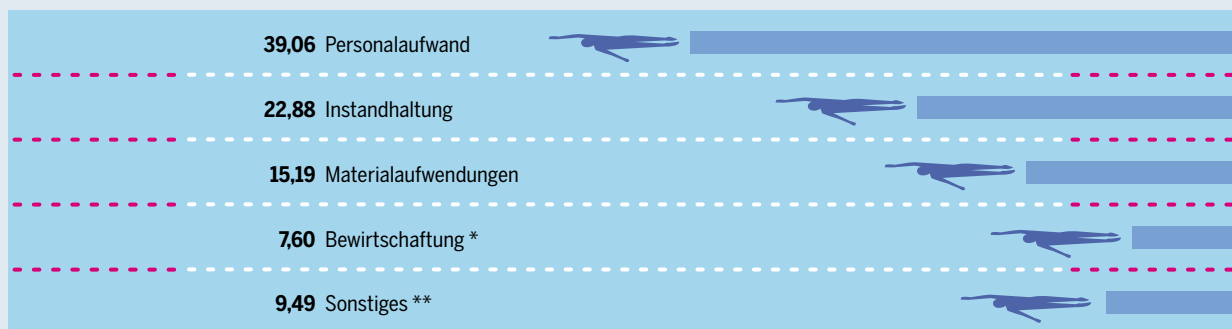 39,06 Personalaufwand
22,88 Instandhaltung
15,19 Materialaufwendungen
7,60 Bewirtschaftung *
9,49 Sonstiges **